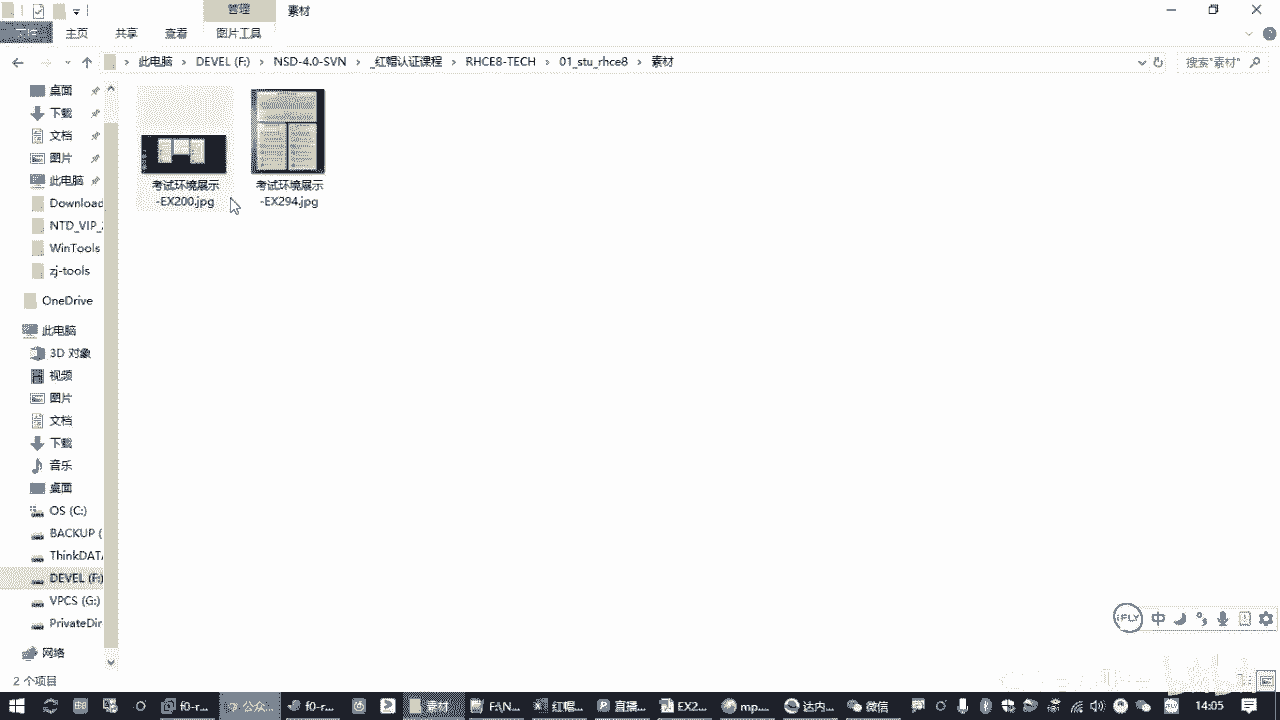 管理
素材
主页
共享
查看
图片工具
此电脑
DEVEL (F:)
NSD-4.0-SVN
_红帽认证课程
RHCE8-TECH
01_stu_rhce8
素材
搜索"素材"
桌面
下载
文档
图片
此电脑
Download
NTD_VIP_
WinTools
zj-tools
OneDrive
此电脑
3D 对象
视频
图片
文档
下载
音乐
桌面
OS (C:)
BACKUP (
ThinkDATA
DEVEL (F:)
VPCS (G:)
PrivateDir
网络
考试环境展示
-EX200.jpg
考试环境展示
-EX294.jpg
iFLY
中
2 个项目
f0-r...
公众...
f0-r...
素材
F:\N...
红帽...
直播...
EX2...
mp...
达内...
微信
14:05